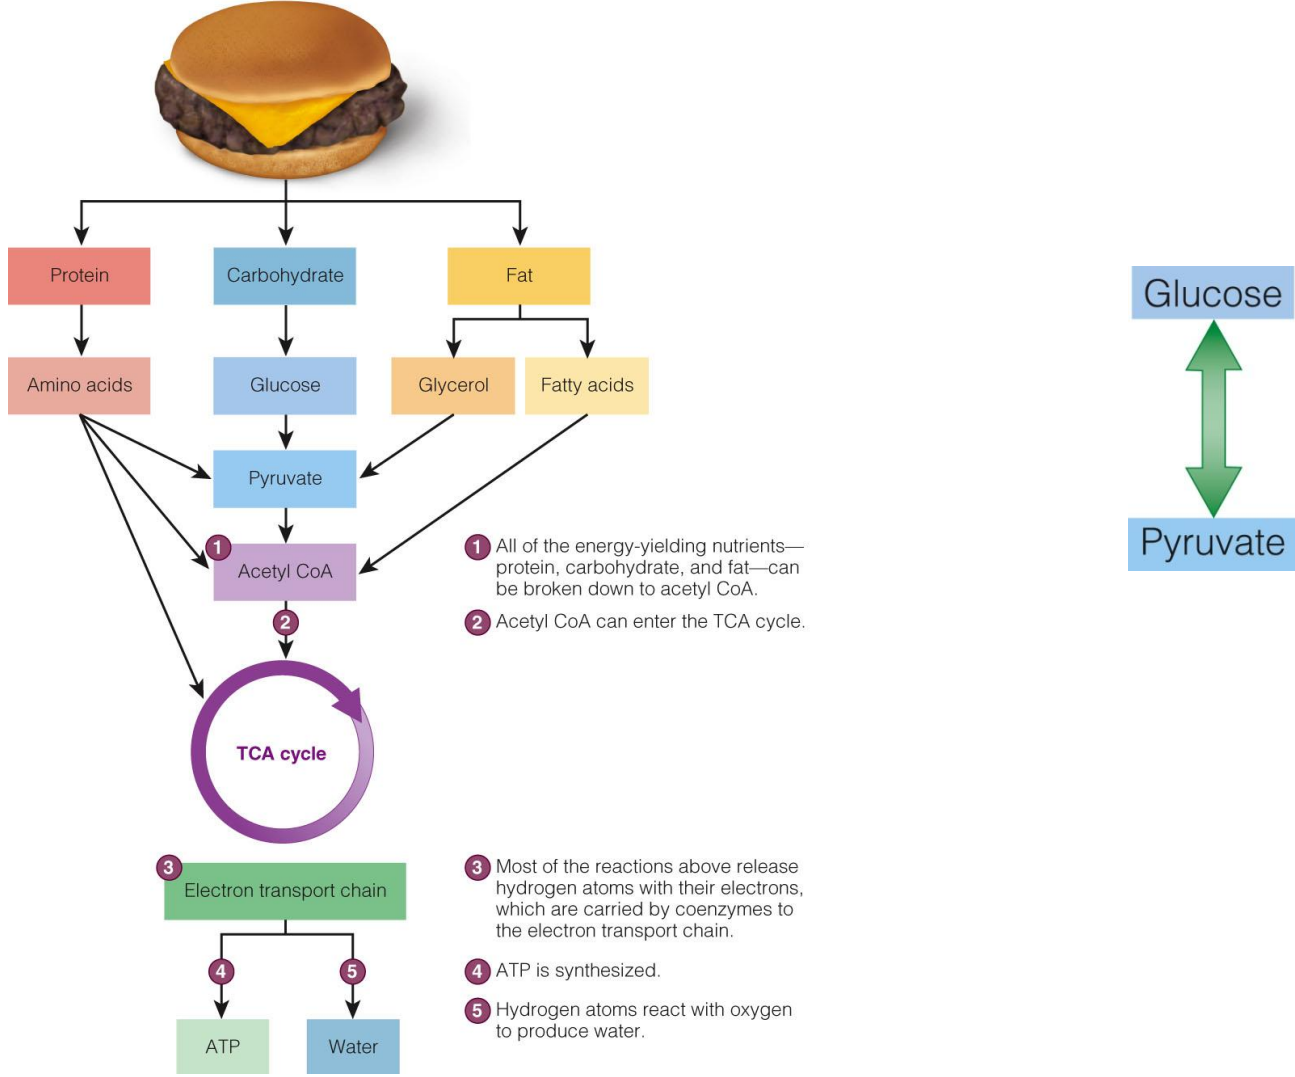 Protein
Carbohydrate
Fat
Amino acids
Glucose
Glycerol
Fatty acids
Pyruvate
1
Acetyl CoA
2
TCA cycle
3
Electron transport chain
4
5
ATP
Water
1 All of the energy-yielding nutrients—
protein, carbohydrate, and fat—can
be broken down to acetyl CoA.
2 Acetyl CoA can enter the TCA cycle.
3 Most of the reactions above release
hydrogen atoms with their electrons,
which are carried by coenzymes to
the electron transport chain.
4 ATP is synthesized.
5 Hydrogen atoms react with oxygen
to produce water.
Glucose
Pyruvate